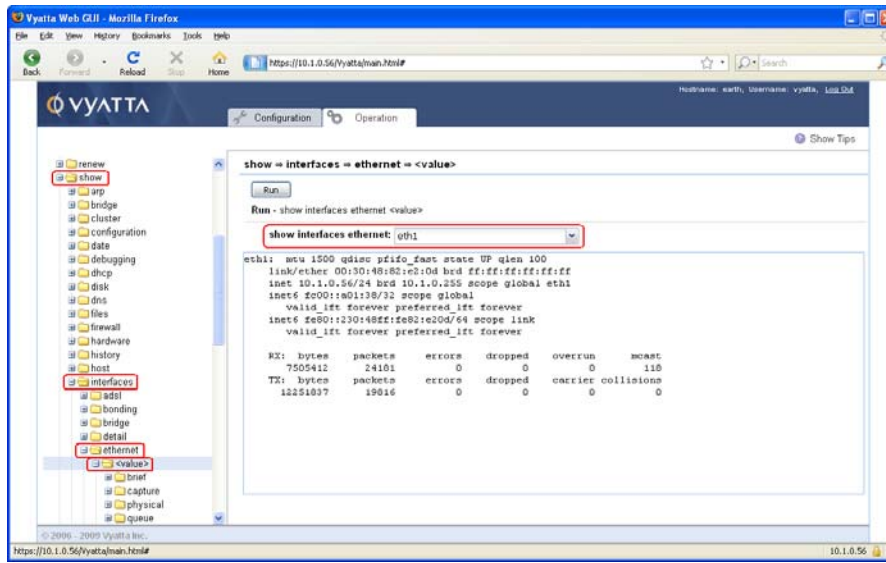 Vyatta Web GUI - Mozilla Firefox
File Edit View History Bookmarks Tools Help
Back Forward Reload Stop Home
https://10.1.0.56/Vyatta/main.html#
Search
VYATTA
Hostname: earth, Username: vyatta, Log Out
Configuration Operation
Show Tips
renew
show
arp
bridge
cluster
configuration
date
debugging
dhcp
disk
dns
files
firewall
hardware
history
host
interfaces
adsl
bonding
bridge
detail
ethernet
<value>
brief
capture
physical
queue
show ⇒ interfaces ⇒ ethernet ⇒ <value>
Run
Run - show interfaces ethernet <value>
show interfaces ethernet: eth1
eth1: mtu 1500 qdisc pfifo_fast state UP qlen 100
link/ether 00:30:48:82:e2:0d brd ff:ff:ff:ff:ff:ff
inet 10.1.0.56/24 brd 10.1.0.255 scope global eth1
inet6 fc00::a01:38/32 scope global
valid_lft forever preferred_lft forever
inet6 fe80::230:48ff:fe82:e20d/64 scope link
valid_lft forever preferred_lft forever
RX: bytes packets errors dropped overrun mcast
7505412 24101 0 0 0 118
TX: bytes packets errors dropped carrier collisions
12251837 19816 0 0 0 0
© 2006 - 2009 Vyatta Inc.
https://10.1.0.56/Vyatta/main.html#
10.1.0.56